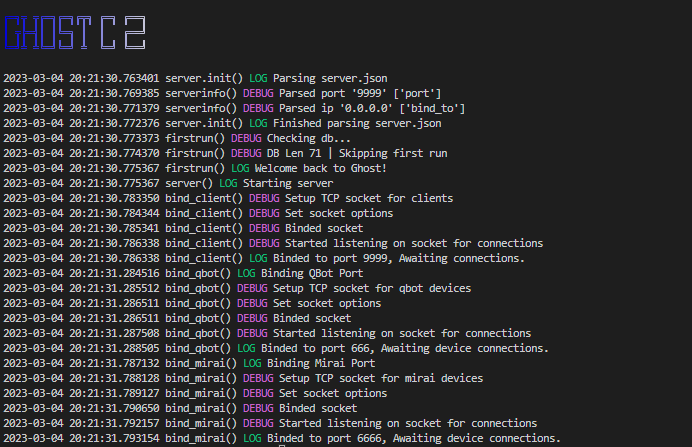 GHOST C 2
2023-03-04 20:21:30.763401 server.init() LOG Parsing server.json
2023-03-04 20:21:30.769385 serverinfo() DEBUG Parsed port '9999' ['port']
2023-03-04 20:21:30.771379 serverinfo() DEBUG Parsed ip '0.0.0.0' ['bind_to']
2023-03-04 20:21:30.772376 server.init() LOG Finished parsing server.json
2023-03-04 20:21:30.773373 firstrun() DEBUG Checking db...
2023-03-04 20:21:30.774370 firstrun() DEBUG DB Len 71 | Skipping first run
2023-03-04 20:21:30.775367 firstrun() LOG Welcome back to Ghost!
2023-03-04 20:21:30.775367 server() LOG Starting server
2023-03-04 20:21:30.783350 bind_client() DEBUG Setup TCP socket for clients
2023-03-04 20:21:30.784344 bind_client() DEBUG Set socket options
2023-03-04 20:21:30.785341 bind_client() DEBUG Binded socket
2023-03-04 20:21:30.786338 bind_client() DEBUG Started listening on socket for connections
2023-03-04 20:21:30.786338 bind_client() LOG Binded to port 9999, Awaiting connections.
2023-03-04 20:21:31.284516 bind_qbot() LOG Binding QBot Port
2023-03-04 20:21:31.285512 bind_qbot() DEBUG Setup TCP socket for qbot devices
2023-03-04 20:21:31.286511 bind_qbot() DEBUG Set socket options
2023-03-04 20:21:31.286511 bind_qbot() DEBUG Binded socket
2023-03-04 20:21:31.287508 bind_qbot() DEBUG Started listening on socket for connections
2023-03-04 20:21:31.288505 bind_qbot() LOG Binded to port 666, Awaiting device connections.
2023-03-04 20:21:31.787132 bind_mirai() LOG Binding Mirai Port
2023-03-04 20:21:31.788128 bind_mirai() DEBUG Setup TCP socket for mirai devices
2023-03-04 20:21:31.789127 bind_mirai() DEBUG Set socket options
2023-03-04 20:21:31.790650 bind_mirai() DEBUG Binded socket
2023-03-04 20:21:31.792157 bind_mirai() DEBUG Started listening on socket for connections
2023-03-04 20:21:31.793154 bind_mirai() LOG Binded to port 6666, Awaiting device connections.